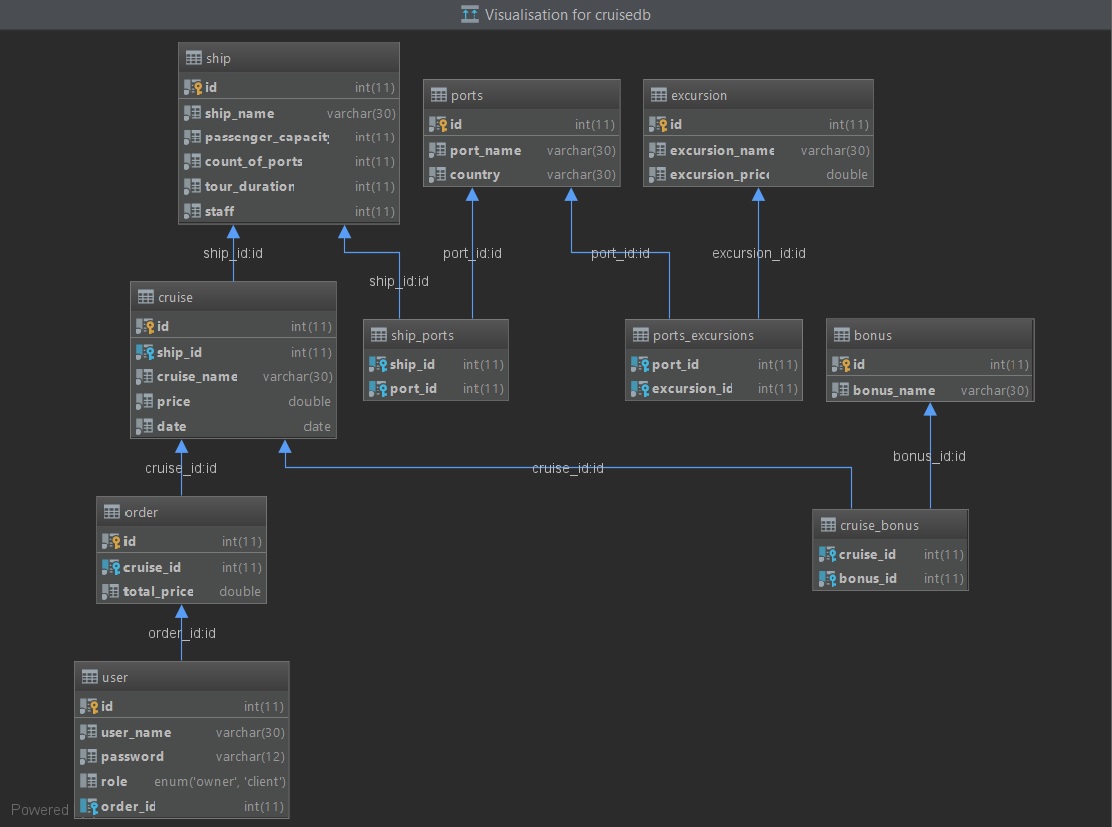 Visualisation for cruisedb
ship
id int(11)
ship_name varchar(30)
passenger_capacity int(11)
count_of_ports int(11)
tour_duration int(11)
staff int(11)
ports
id int(11)
port_name varchar(30)
country varchar(30)
excursion
id int(11)
excursion_name varchar(30)
excursion_price double
ship_id:id
ship_id:id
port_id:id
port_id:id
excursion_id:id
cruise
id int(11)
ship_id int(11)
cruise_name varchar(30)
price double
date date
ship_ports
ship_id int(11)
port_id int(11)
ports_excursions
port_id int(11)
excursion_id int(11)
bonus
id int(11)
bonus_name varchar(30)
cruise_id:id
cruise_id:id
bonus_id:id
order
id int(11)
cruise_id int(11)
total_price double
cruise_bonus
cruise_id int(11)
bonus_id int(11)
order_id:id
user
id int(11)
user_name varchar(30)
password varchar(12)
role enum('owner', 'client')
order_id int(11)
Powered